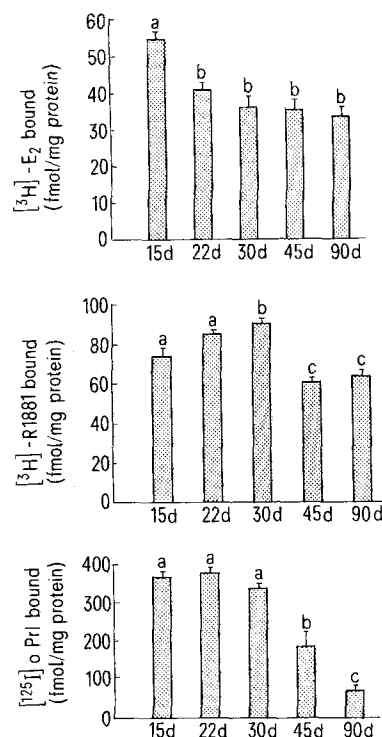 [³H]-E₂ bound
(fmol/mg protein)
60
50
40
30
20
10
0
a
b
b
b
b
15d 22d 30d 45d 90d
[³H]-R1881 bound
(fmol/mg protein)
100
80
60
40
20
0
a
a
b
c
c
15d 22d 30d 45d 90d
[¹²⁵I] o Prl bound
(fmol/mg protein)
400
300
200
100
0
a
a
a
b
c
15d 22d 30d 45d 90d